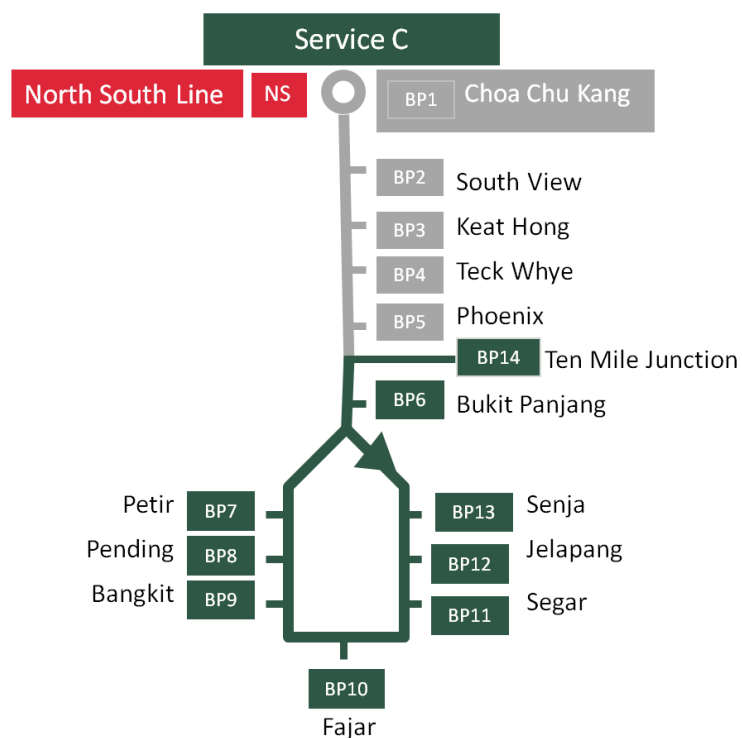 Service C
North South Line NS BP1 Choa Chu Kang
BP2 South View
BP3 Keat Hong
BP4 Teck Whye
BP5 Phoenix
BP14 Ten Mile Junction
BP6 Bukit Panjang
Petir BP7 BP13 Senja
Pending BP8 BP12 Jelapang
Bangkit BP9 BP11 Segar
BP10
Fajar